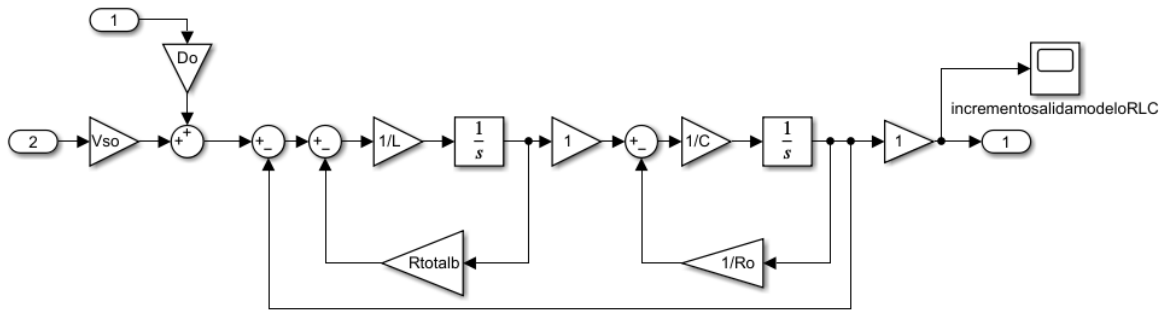 1
Do
2
Vso
+
+
+
−
+
−
1/L
1
s
1
+
−
1/C
1
s
1
1
incrementosalidamodeloRLC
Rtotalb
1/Ro